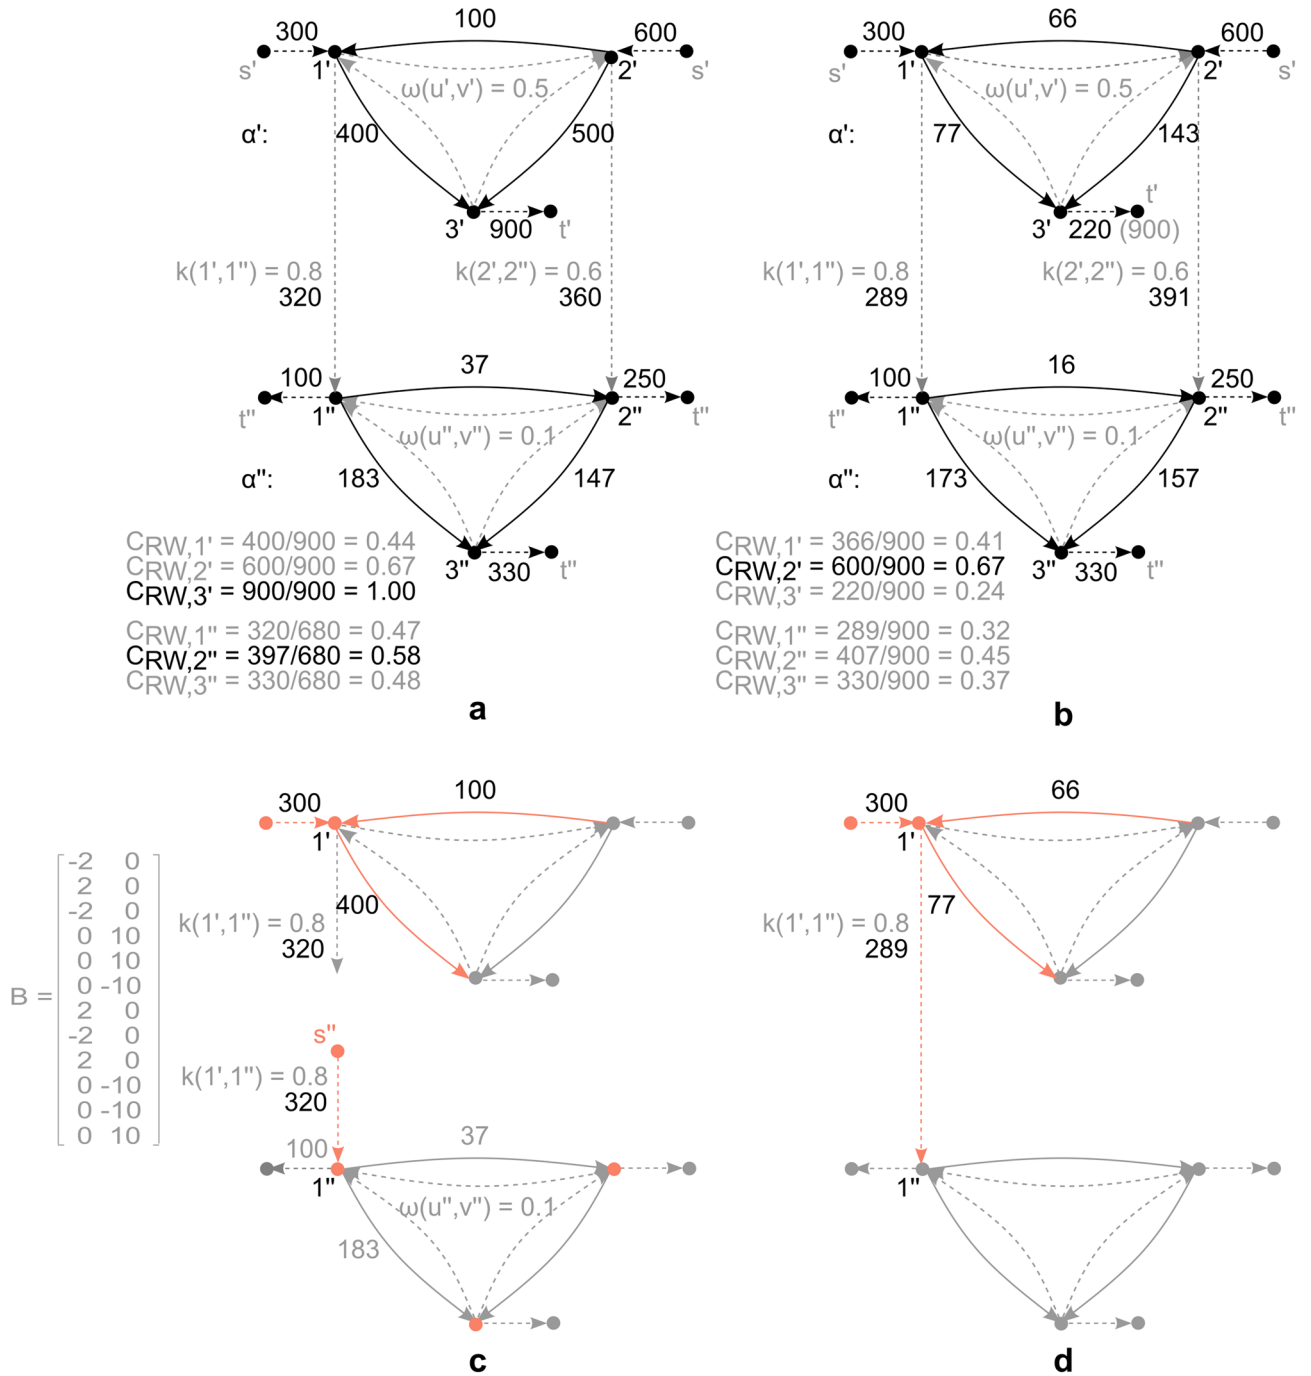 100
66
300
600
300
600
s'
1'
2'
s'
s'
1'
2'
s'
ω(u',v') = 0.5
ω(u',v') = 0.5
α':
400
500
α':
77
143
t'
3'
900
t'
3'
220 (900)
k(1',1") = 0.8
k(2',2") = 0.6
k(1',1") = 0.8
k(2',2") = 0.6
320
360
289
391
37
16
100
250
100
250
t"
1"
2"
t"
t"
1"
2"
t"
ω(u",v") = 0.1
ω(u",v") = 0.1
α":
183
147
α":
173
157
3"
330
t"
3"
330
t"
CRW,1' = 400/900 = 0.44
CRW,2' = 600/900 = 0.67
CRW,3' = 900/900 = 1.00
CRW,1" = 320/680 = 0.47
CRW,2" = 397/680 = 0.58
CRW,3" = 330/680 = 0.48
CRW,1' = 366/900 = 0.41
CRW,2' = 600/900 = 0.67
CRW,3' = 220/900 = 0.24
CRW,1" = 289/900 = 0.32
CRW,2" = 407/900 = 0.45
CRW,3" = 330/900 = 0.37
a
b
300
100
1'
400
k(1',1") = 0.8
320
B =
-2 0
2 0
-2 0
0 10
0 10
0 -10
2 0
-2 0
2 0
0 -10
0 -10
0 10
s"
k(1',1") = 0.8
320
100
37
1"
ω(u",v") = 0.1
183
c
300
66
1'
77
k(1',1") = 0.8
289
1"
d